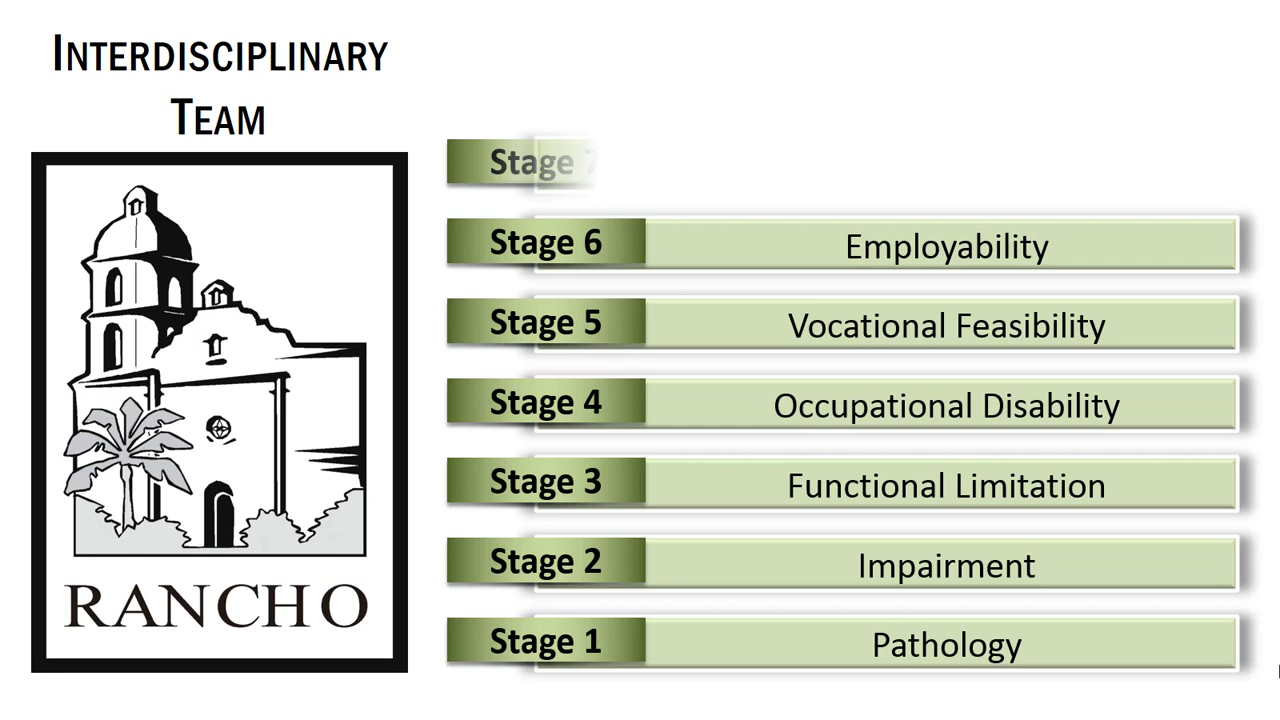 INTERDISCIPLINARY
TEAM
Stage
Stage 6 Employability
Stage 5 Vocational Feasibility
Stage 4 Occupational Disability
Stage 3 Functional Limitation
Stage 2 Impairment
Stage 1 Pathology
RANCHO